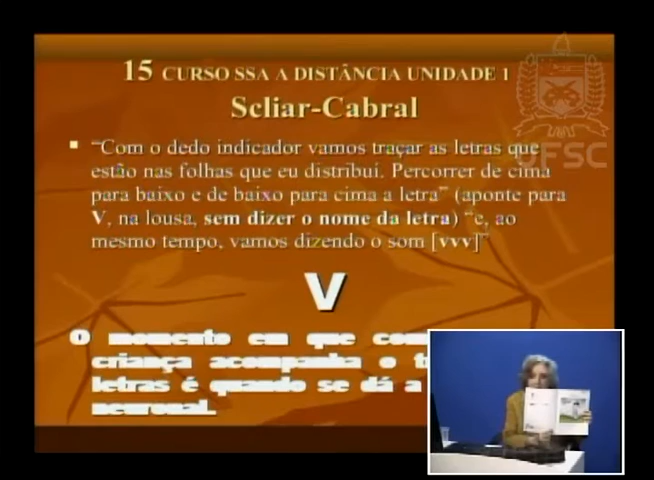 15 CURSO SSA A DISTÂNCIA UNIDADE 1
Scliar-Cabral
UFSC
"Com o dedo indicador vamos traçar as letras que
estão nas folhas que eu distribuí. Percorrer de cima
para baixo e de baixo para cima a letra" (aponte para
V, na lousa, sem dizer o nome da letra) "e, ao
mesmo tempo, vamos dizendo o som [vvv]"
V
O momento em que com
criança acompanha o t
letras é quando se dá a
neuronal.